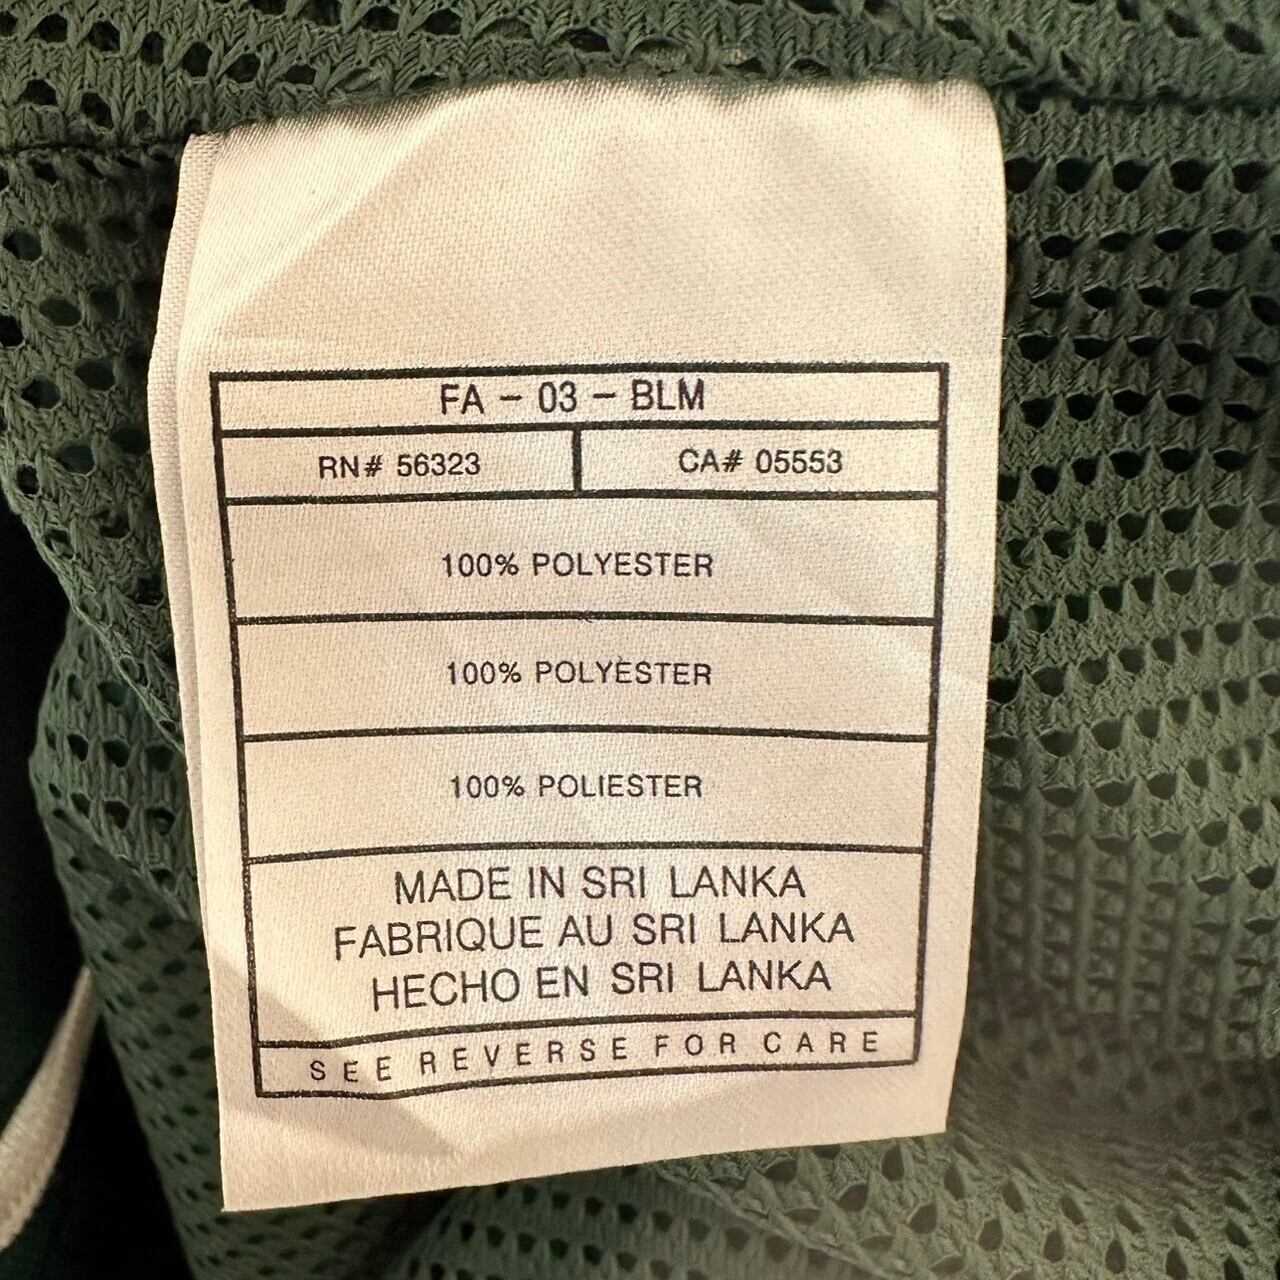 FA - 03 - BLM
RN# 56323 CA# 05553
100% POLYESTER
100% POLYESTER
100% POLIESTER
MADE IN SRI LANKA
FABRIQUE AU SRI LANKA
HECHO EN SRI LANKA
SEE REVERSE FOR CARE